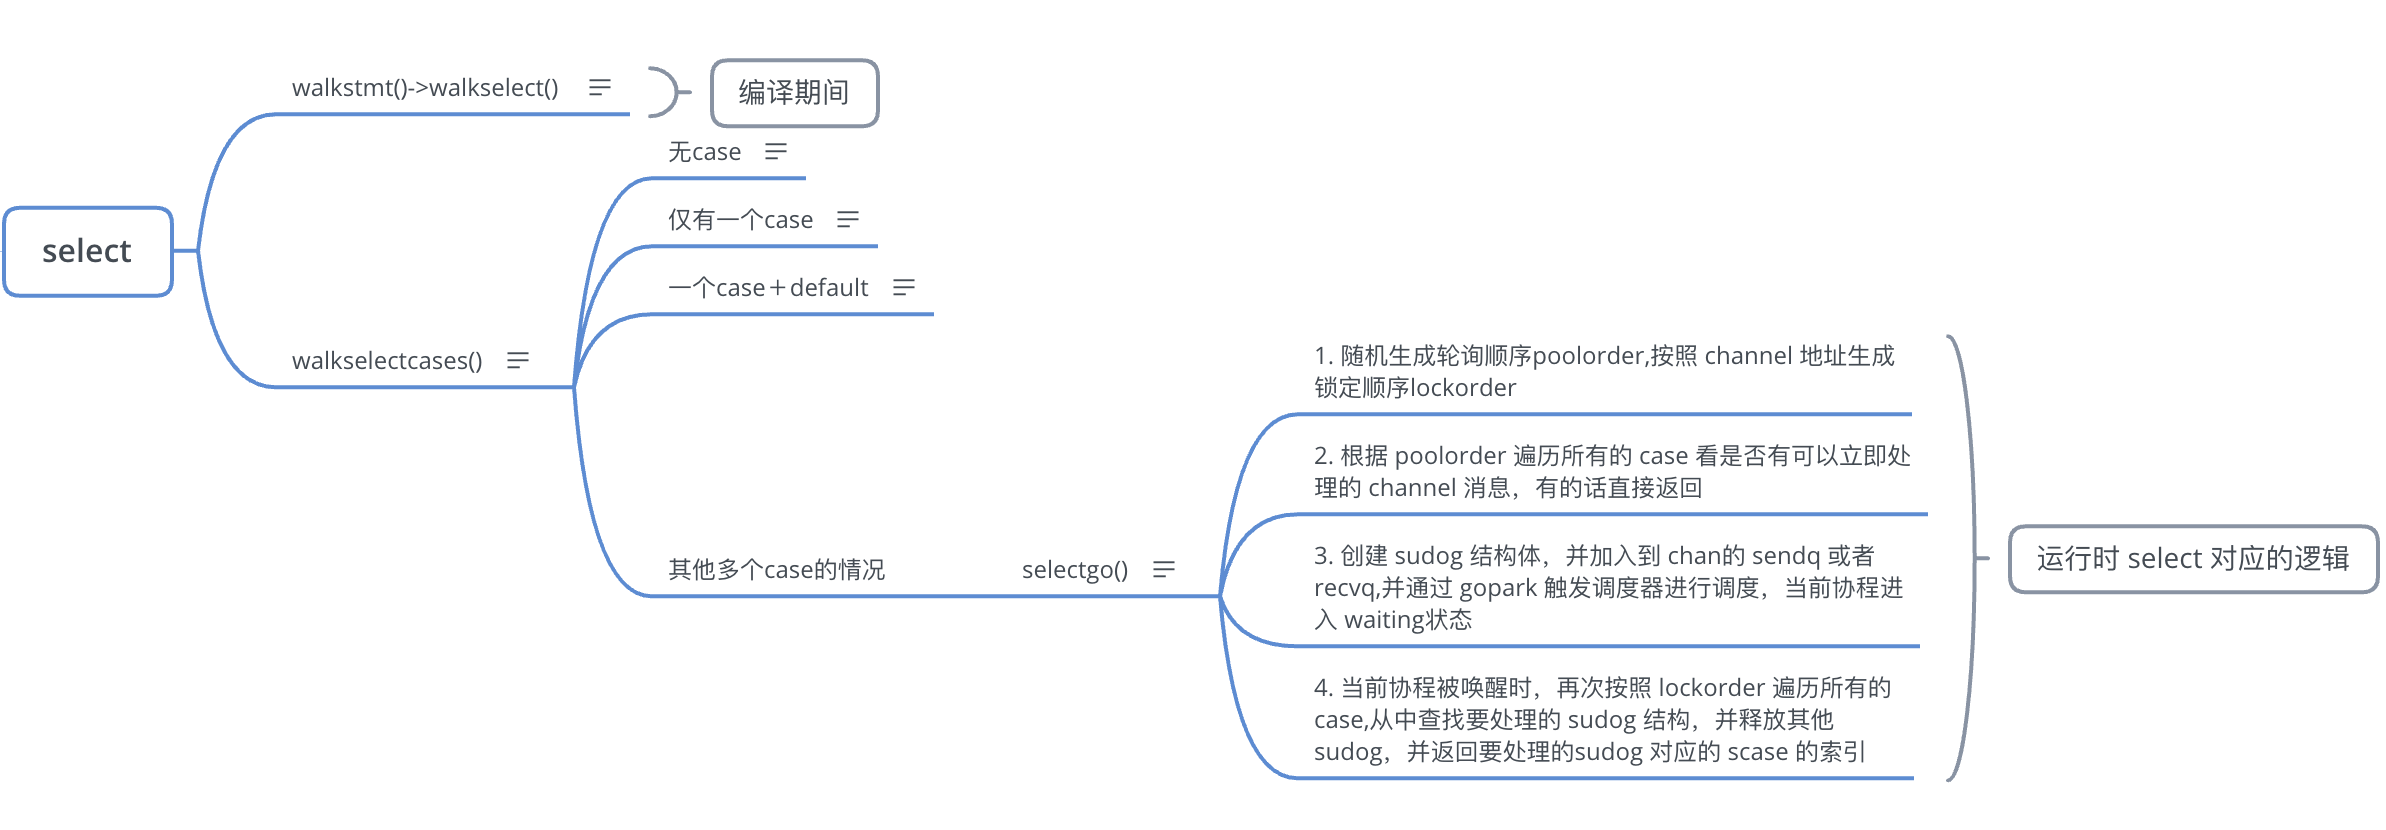 walkstmt()->walkselect()
编译期间
无case
仅有一个case
select
一个case＋default
walkselectcases()
1. 随机生成轮询顺序poolorder,按照 channel 地址生成
锁定顺序lockorder
2. 根据 poolorder 遍历所有的 case 看是否有可以立即处
理的 channel 消息，有的话直接返回
其他多个case的情况
selectgo()
3. 创建 sudog 结构体，并加入到 chan的 sendq 或者
recvq,并通过 gopark 触发调度器进行调度，当前协程进
入 waiting状态
运行时 select 对应的逻辑
4. 当前协程被唤醒时，再次按照 lockorder 遍历所有的
case,从中查找要处理的 sudog 结构，并释放其他
sudog，并返回要处理的sudog 对应的 scase 的索引